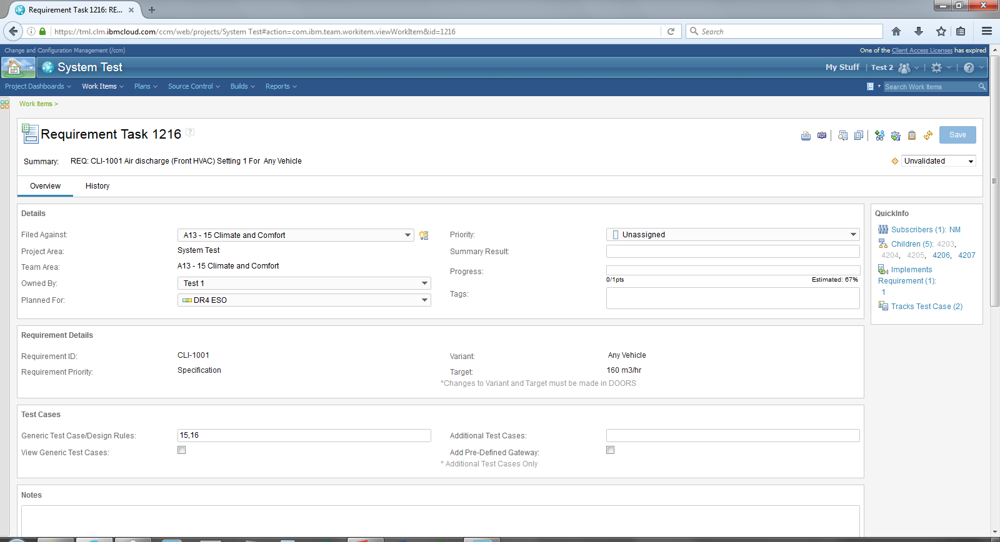 Requirement Task 1216: RE...
https://tml.clm.ibmcloud.com/ccm/web/projects/System Test#action=com.ibm.team.workitem.viewWorkItem&id=1216
Search
Change and Configuration Management (/ccm)
One of the Client Access Licenses has expired
System Test
My Stuff
Test 2
Project Dashboards
Work Items
Plans
Source Control
Builds
Reports
Search Work Items
Work Items >
Requirement Task 1216
Save
Summary: REQ: CLI-1001 Air discharge (Front HVAC) Setting 1 For Any Vehicle
Unvalidated
Overview
History
Details
Filed Against: A13 - 15 Climate and Comfort
Project Area: System Test
Team Area: A13 - 15 Climate and Comfort
Owned By: Test 1
Planned For: DR4 ESO
Priority: Unassigned
Summary Result:
Progress:
0/1pts Estimated: 67%
Tags:
QuickInfo
Subscribers (1): NM
Children (5): 4203,
4204, 4205, 4206, 4207
Implements
Requirement (1):
1
Tracks Test Case (2)
Requirement Details
Requirement ID: CLI-1001
Requirement Priority: Specification
Variant: Any Vehicle
Target: 160 m3/hr
*Changes to Variant and Target must be made in DOORS
Test Cases
Generic Test Case/Design Rules: 15,16
View Generic Test Cases:
Additional Test Cases:
Add Pre-Defined Gateway:
* Additional Test Cases Only
Notes